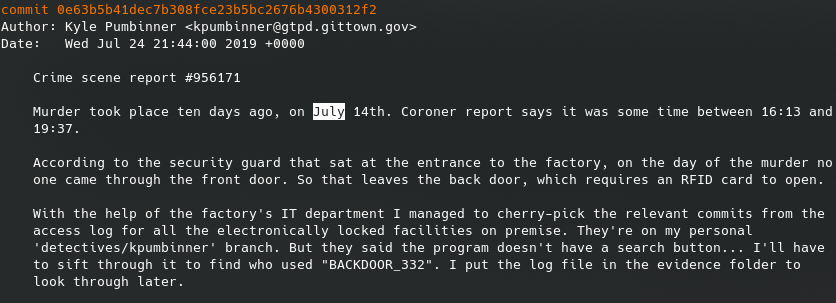 commit 0e63b5b41dec7b308fce23b5bc2676b4300312f2
Author: Kyle Pumbinner <kpumbinner@gtpd.gittown.gov>
Date:   Wed Jul 24 21:44:00 2019 +0000
Crime scene report #956171
Murder took place ten days ago, on July 14th. Coroner report says it was some time between 16:13 and
19:37.
According to the security guard that sat at the entrance to the factory, on the day of the murder no
one came through the front door. So that leaves the back door, which requires an RFID card to open.
With the help of the factory's IT department I managed to cherry-pick the relevant commits from the
access log for all the electronically locked facilities on premise. They're on my personal
'detectives/kpumbinner' branch. But they said the program doesn't have a search button... I'll have
to sift through it to find who used "BACKDOOR_332". I put the log file in the evidence folder to
look through later.